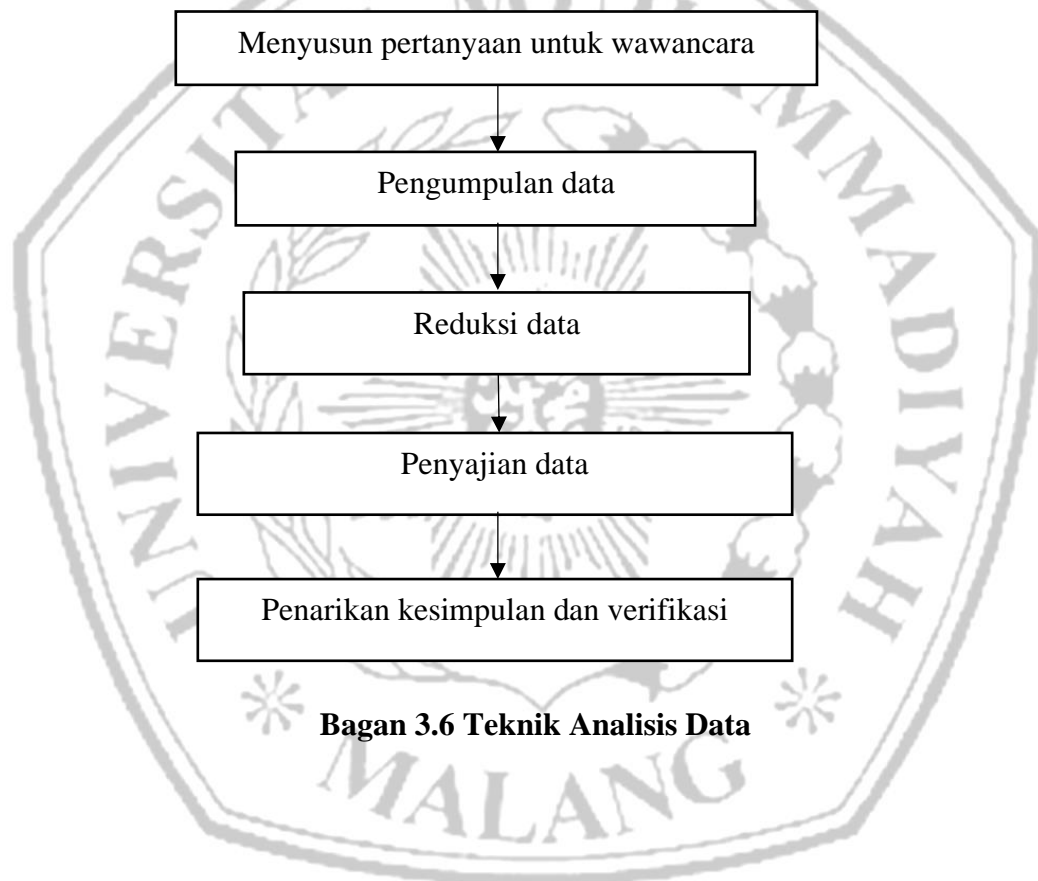 Menyusun pertanyaan untuk wawancara
Pengumpulan data
Reduksi data
Penyajian data
Penarikan kesimpulan dan verifikasi
Bagan 3.6 Teknik Analisis Data
MALANG